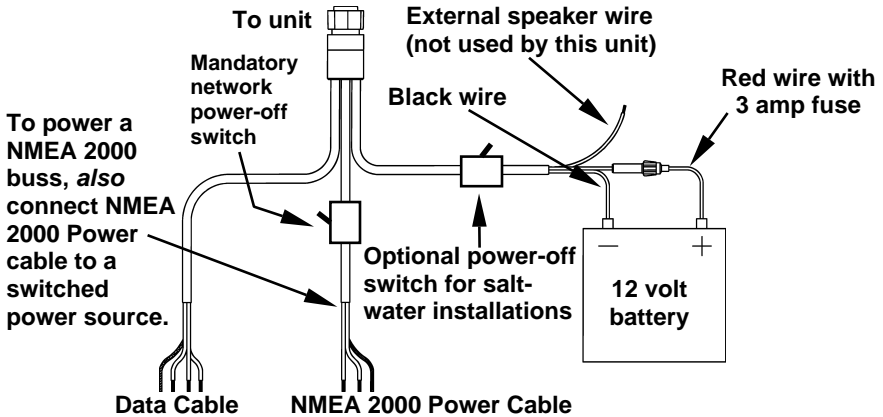 To unit
External speaker wire
(not used by this unit)
Mandatory
network
power-off
switch
Black wire
Red wire with
3 amp fuse
To power a
NMEA 2000
buss, also
connect NMEA
2000 Power
cable to a
switched
power source.
Optional power-off
switch for salt-
water installations
– +
12 volt
battery
Data Cable
NMEA 2000 Power Cable